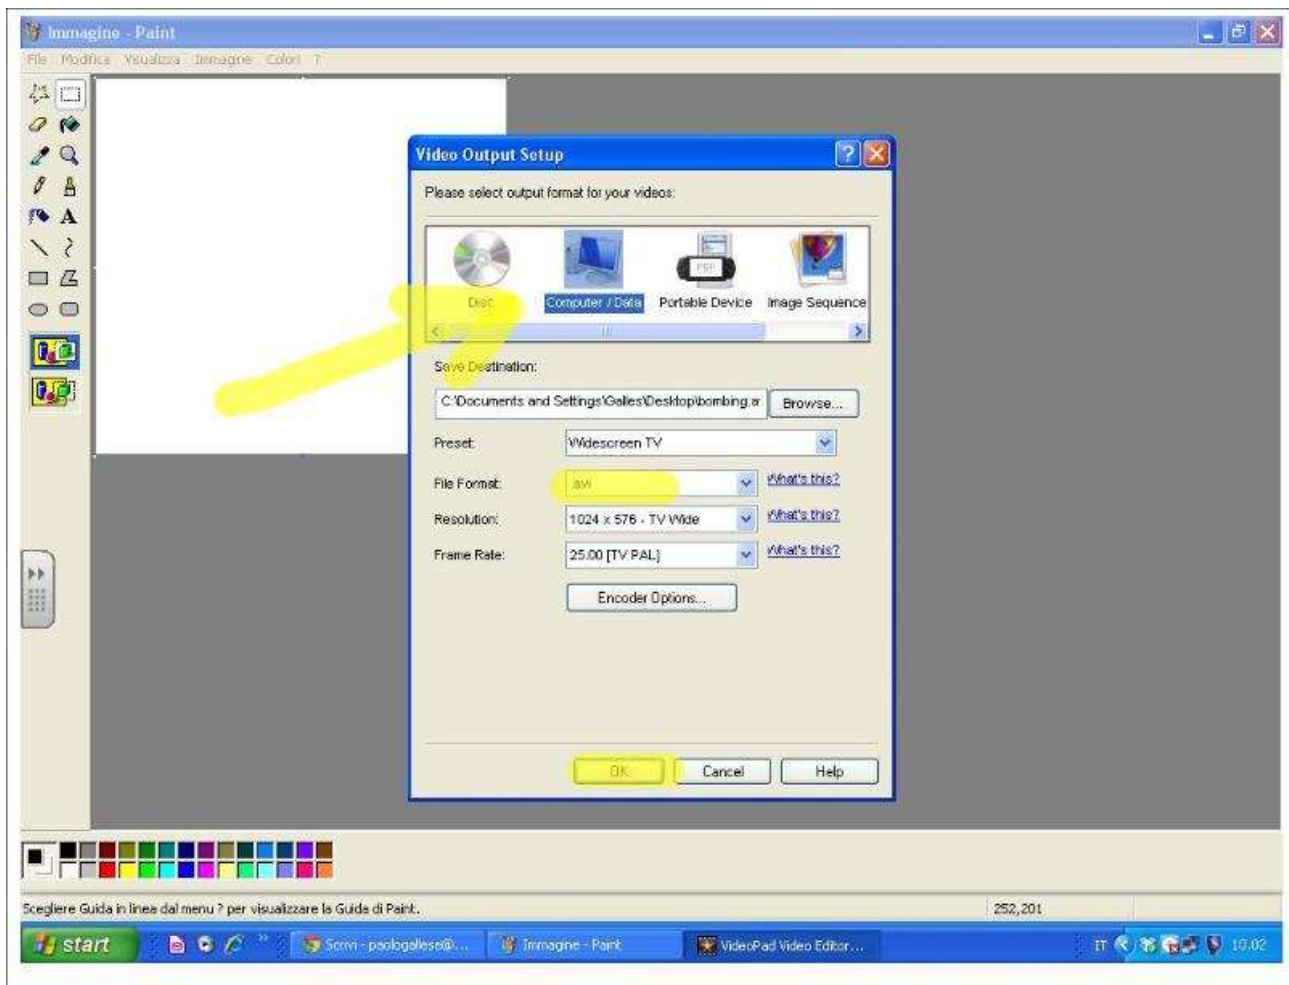 Immagine - Paint
File Modifica Visualizza Immagine Colori ?
Video Output Setup
Please select output format for your videos:
PSP
Disc Computer / Data Portable Device Image Sequence
Save Destination:
C:\Documents and Settings\Galles\Desktop\bombing.a Browse...
Preset: Widescreen TV
File Format: .avi What's this?
Resolution: 1024 x 576 - TV Wide What's this?
Frame Rate: 25.00 [TV PAL] What's this?
Encoder Options...
OK Cancel Help
A
Scegliere Guida in linea dal menu ? per visualizzare la Guida di Paint. 252,201
start Scrivi - paologallese@... Immagine - Paint VideoPad Video Editor... IT 10.02